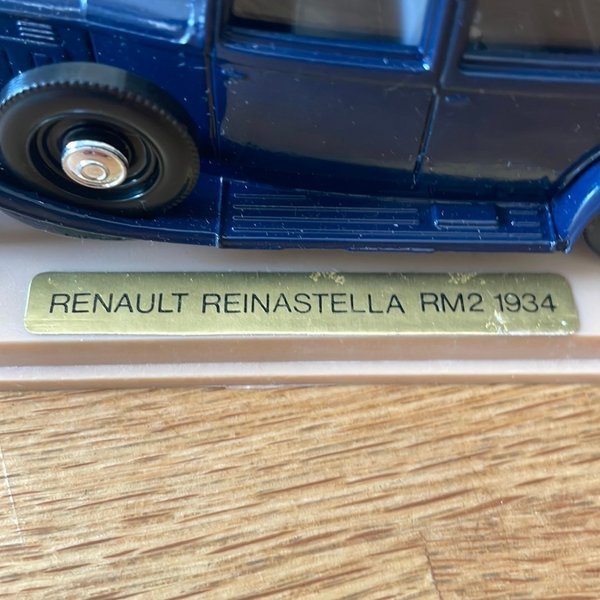 RENAULT REINASTELLA RM2 1934